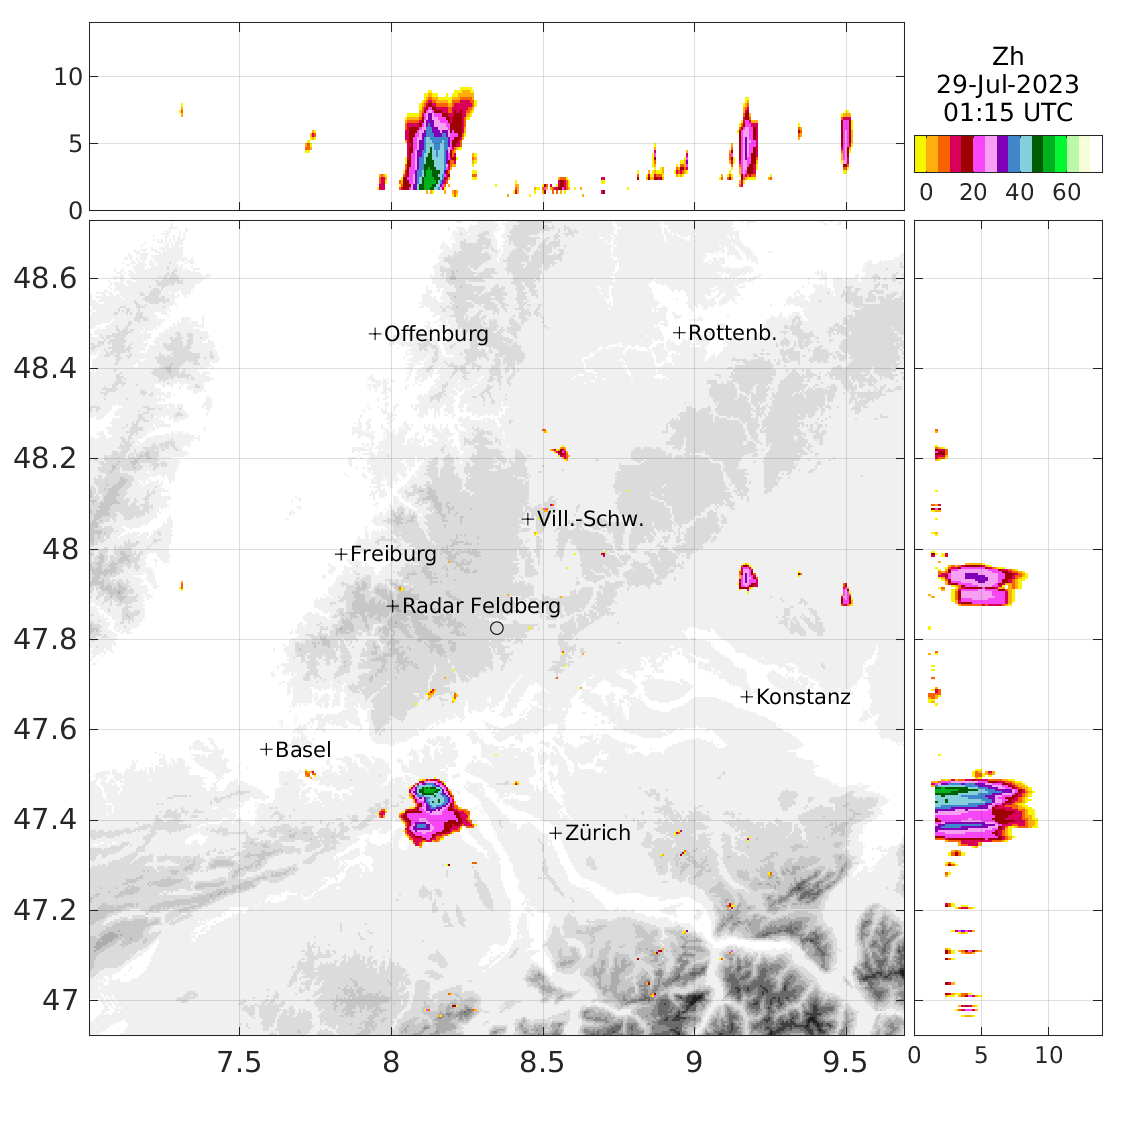 10
5
0
Zh
29-Jul-2023
01:15 UTC
0 20 40 60
48.6
48.4
48.2
48
47.8
47.6
47.4
47.2
47
+Offenburg
+Rottenb.
+Vill.-Schw.
+Freiburg
+Radar Feldberg
+Konstanz
+Basel
+Zürich
7.5 8 8.5 9 9.5
0 5 10